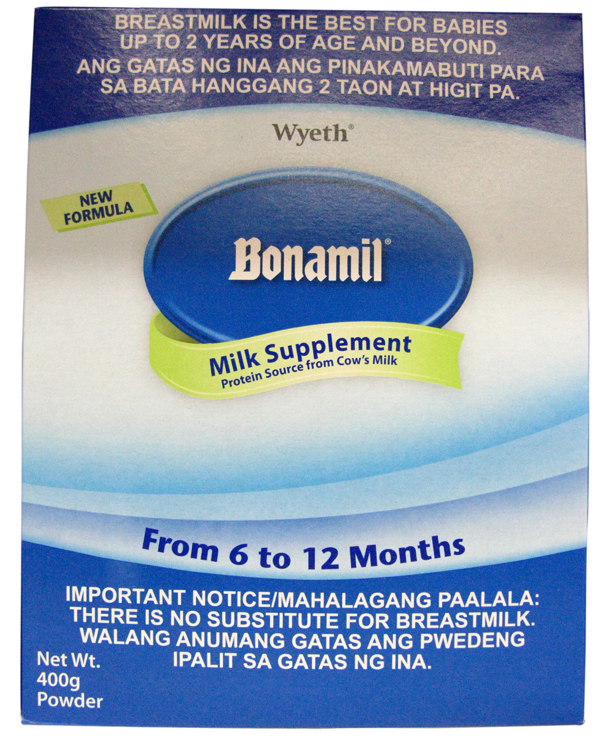 BREASTMILK IS THE BEST FOR BABIES
UP TO 2 YEARS OF AGE AND BEYOND.
ANG GATAS NG INA ANG PINAKAMABUTI PARA
SA BATA HANGGANG 2 TAON AT HIGIT PA.
Wyeth®
NEW
FORMULA
Bonamil®
Milk Supplement
Protein Source from Cow's Milk
From 6 to 12 Months
IMPORTANT NOTICE/MAHALAGANG PAALALA:
THERE IS NO SUBSTITUTE FOR BREASTMILK.
WALANG ANUMANG GATAS ANG PWEDENG
IPALIT SA GATAS NG INA.
Net Wt.
400g
Powder